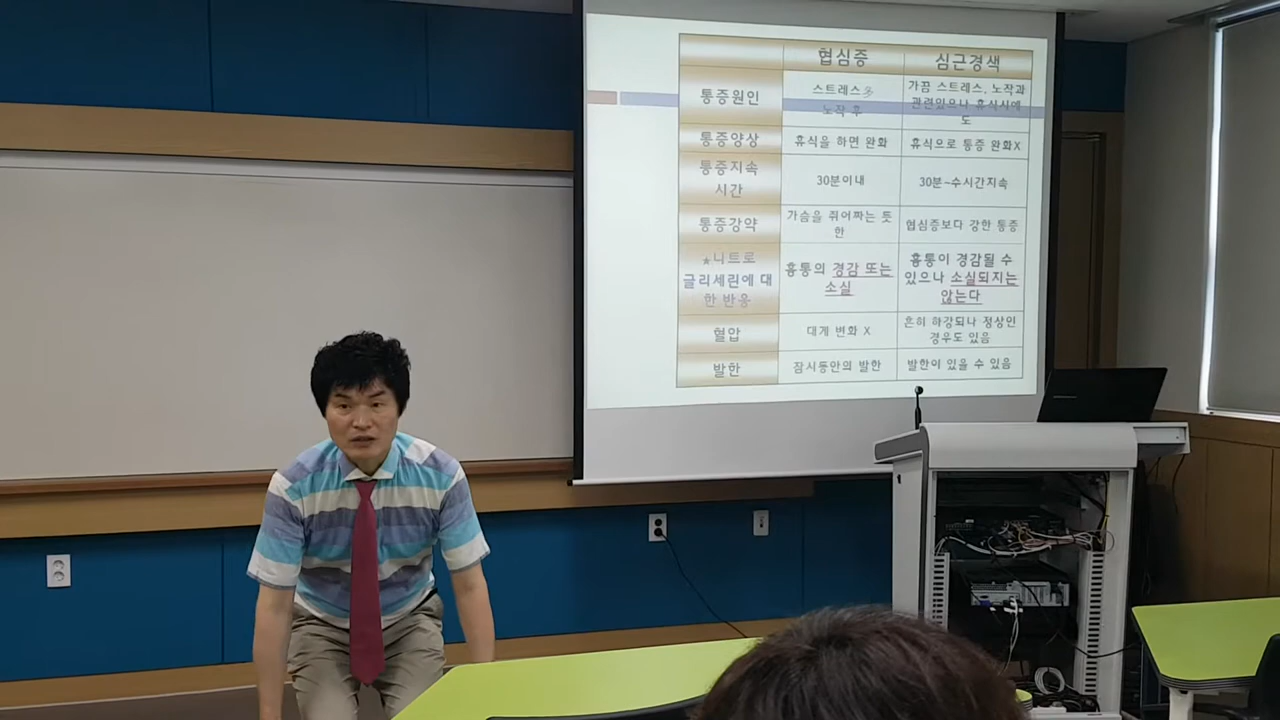 협심증 심근경색
통증원인 스트레스多 노작 후 가끔 스트레스, 노작과 관련있으나 휴식시에도
통증양상 휴식을 하면 완화 휴식으로 통증 완화X
통증지속 시간 30분이내 30분~수시간지속
통증강약 가슴을 쥐어짜는 듯한 협심증보다 강한 통증
★니트로 글리세린에 대한 반응 흉통의 경감 또는 소실 흉통이 경감될 수 있으나 소실되지는 않는다
혈압 대게 변화 X 흔히 하강되나 정상인 경우도 있음
발한 잠시동안의 발한 발한이 있을 수 있음